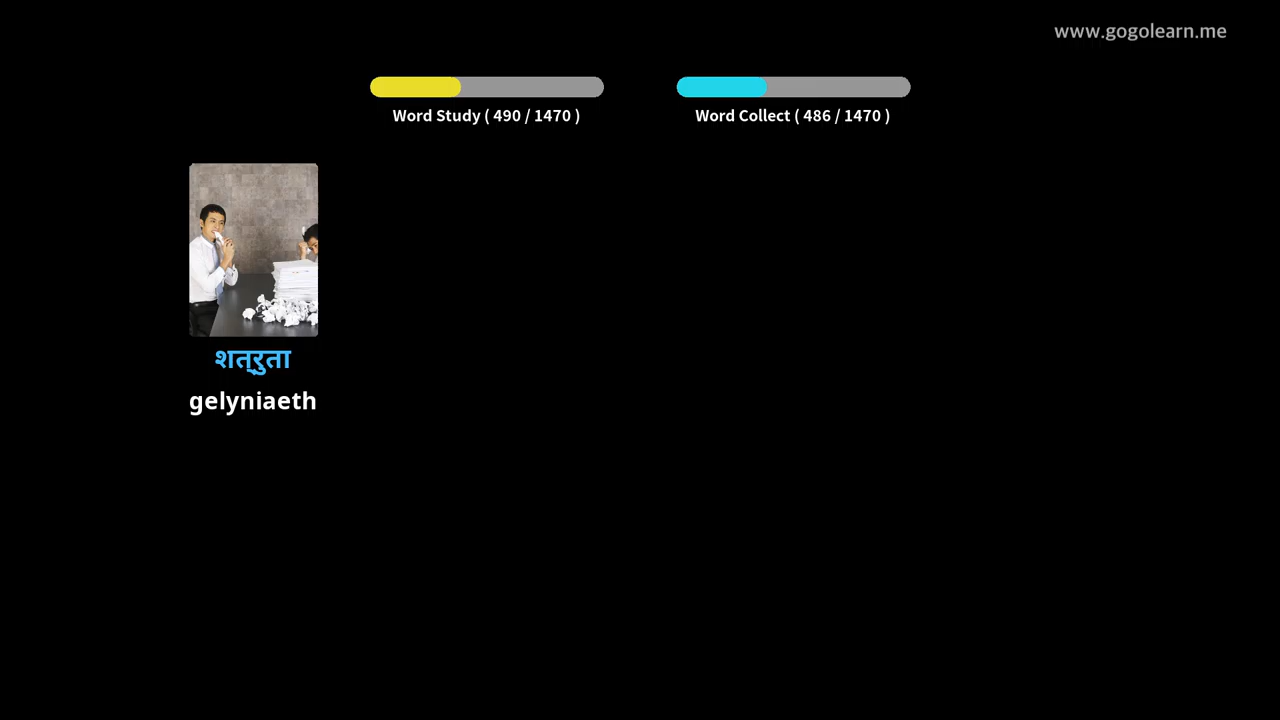 www.gogolearn.me
Word Study ( 490 / 1470 )
Word Collect ( 486 / 1470 )
शत्रुता
gelyniaeth